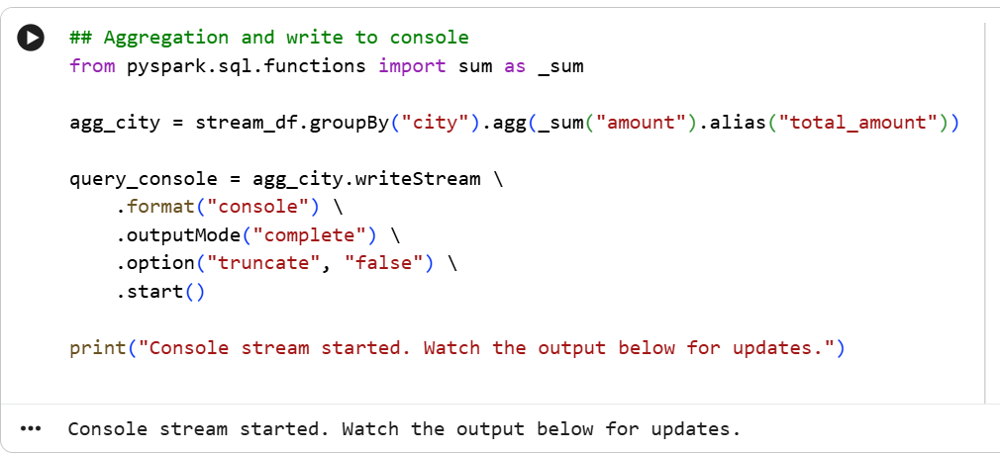 ## Aggregation and write to console
from pyspark.sql.functions import sum as _sum
agg_city = stream_df.groupBy("city").agg(_sum("amount").alias("total_amount"))
query_console = agg_city.writeStream \
.format("console") \
.outputMode("complete") \
.option("truncate", "false") \
.start()
print("Console stream started. Watch the output below for updates.")
Console stream started. Watch the output below for updates.